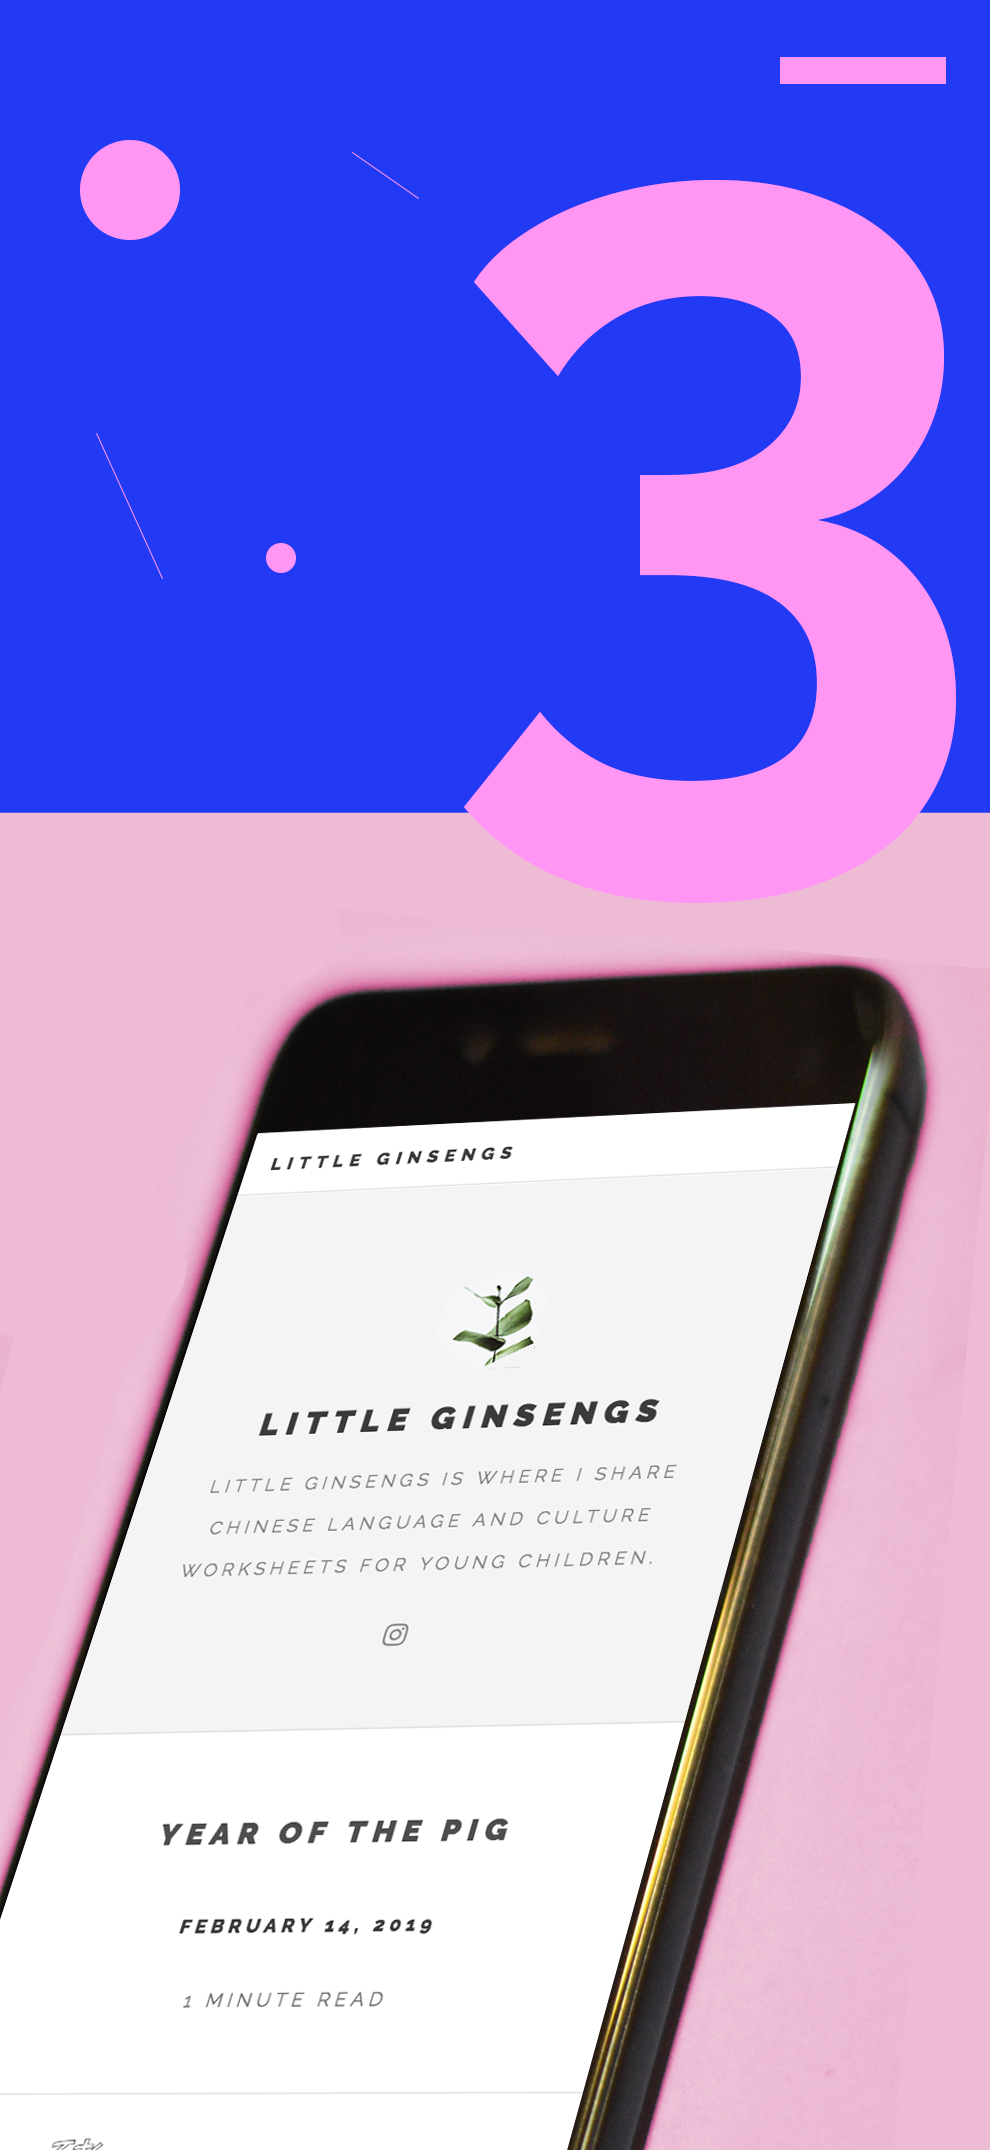 3
LITTLE GINSENGS
LITTLE GINSENGS
LITTLE GINSENGS IS WHERE I SHARE
CHINESE LANGUAGE AND CULTURE
WORKSHEETS FOR YOUNG CHILDREN.
YEAR OF THE PIG
FEBRUARY 14, 2019
1 MINUTE READ